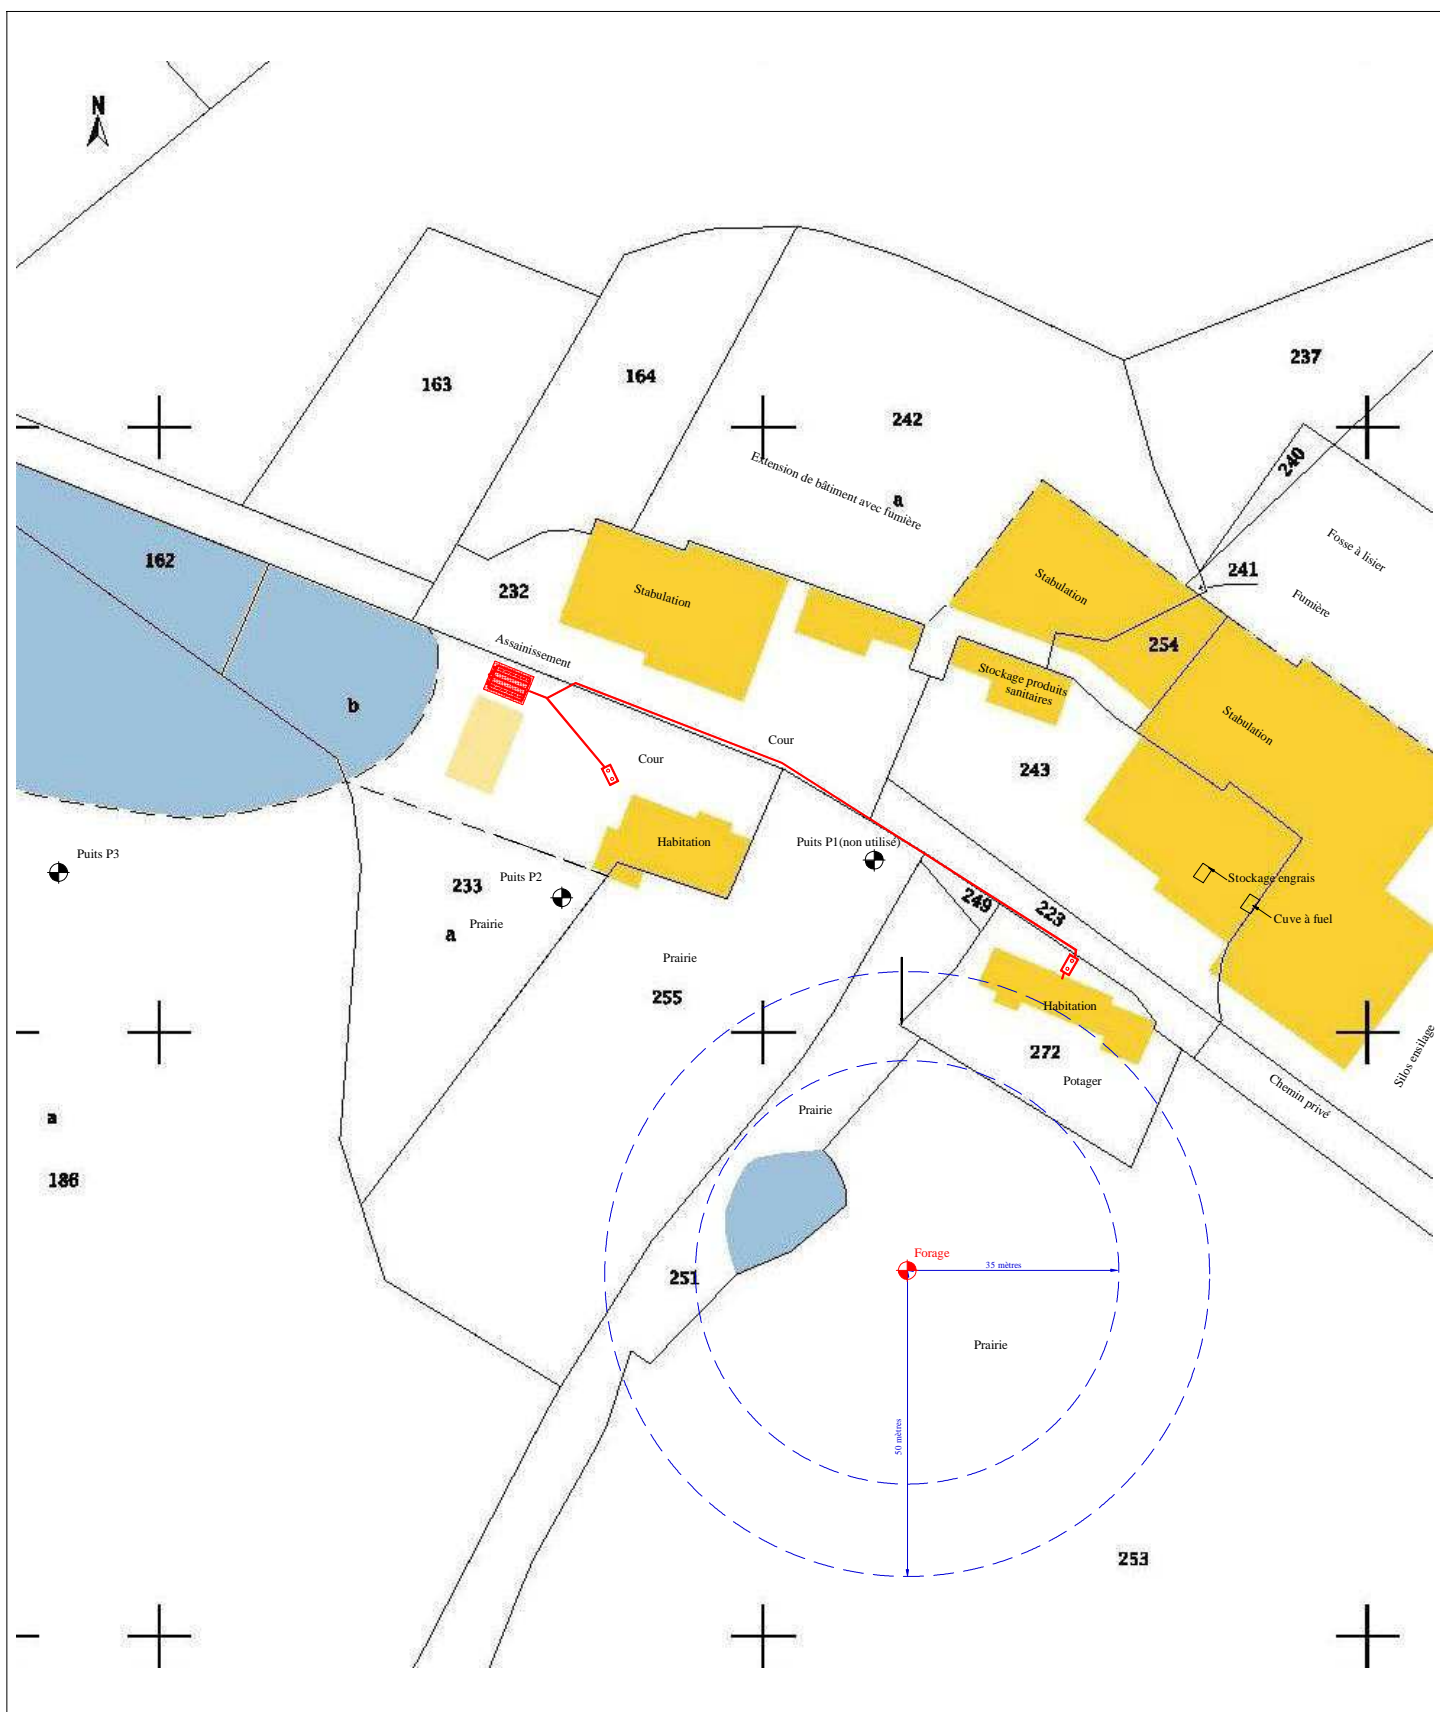 N
237
164
163
242
240
Extension de bâtiment avec fumière
a
Fosse à lisier
162
241
232
Stabulation
Stabulation
Fumière
Assainissement
254
Stockage produits
sanitaires
b
Stabulation
Cour
Cour
243
Habitation
Puits P1(non utilisé)
Puits P3
Puits P2
233
Stockage engrais
249
223
Cuve à fuel
Prairie
a
Prairie
255
Habitation
272
Silos ensilage
Potager
Chemin privé
Prairie
a
186
Forage
35 mètres
251
Prairie
50 mètres
253